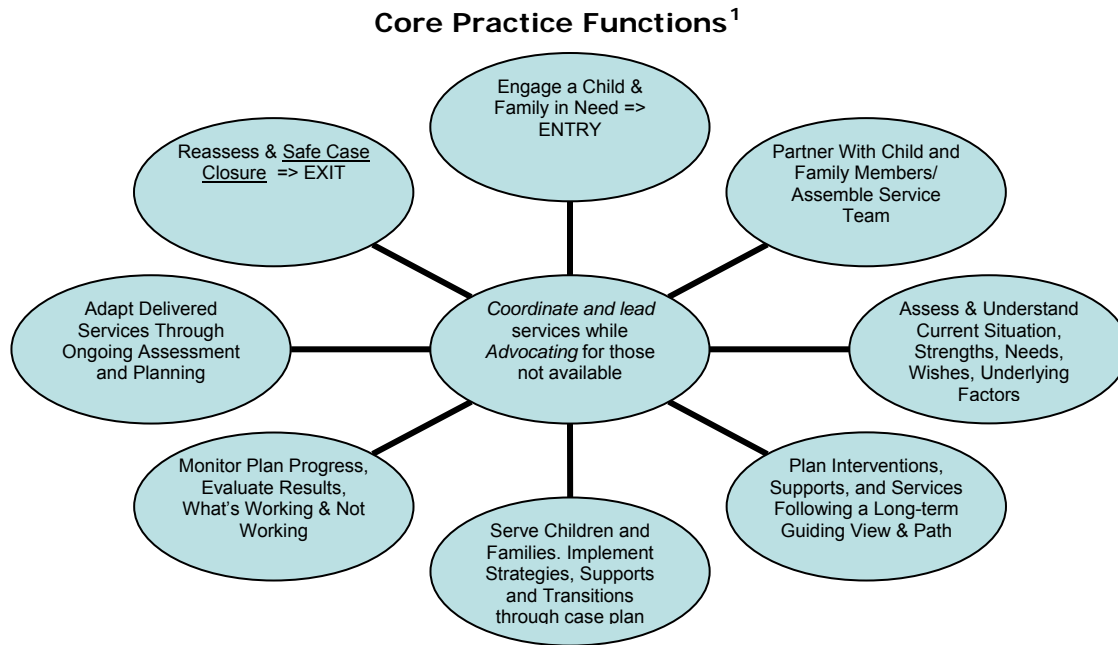 Core Practice Functions¹
Engage a Child &
Family in Need =>
ENTRY
Partner With Child and
Family Members/
Assemble Service
Team
Assess & Understand
Current Situation,
Strengths, Needs,
Wishes, Underlying
Factors
Plan Interventions,
Supports, and Services
Following a Long-term
Guiding View & Path
Serve Children and
Families. Implement
Strategies, Supports
and Transitions
through case plan
Monitor Plan Progress,
Evaluate Results,
What's Working & Not
Working
Adapt Delivered
Services Through
Ongoing Assessment
and Planning
Reassess & Safe Case
Closure => EXIT
Coordinate and lead
services while
Advocating for those
not available